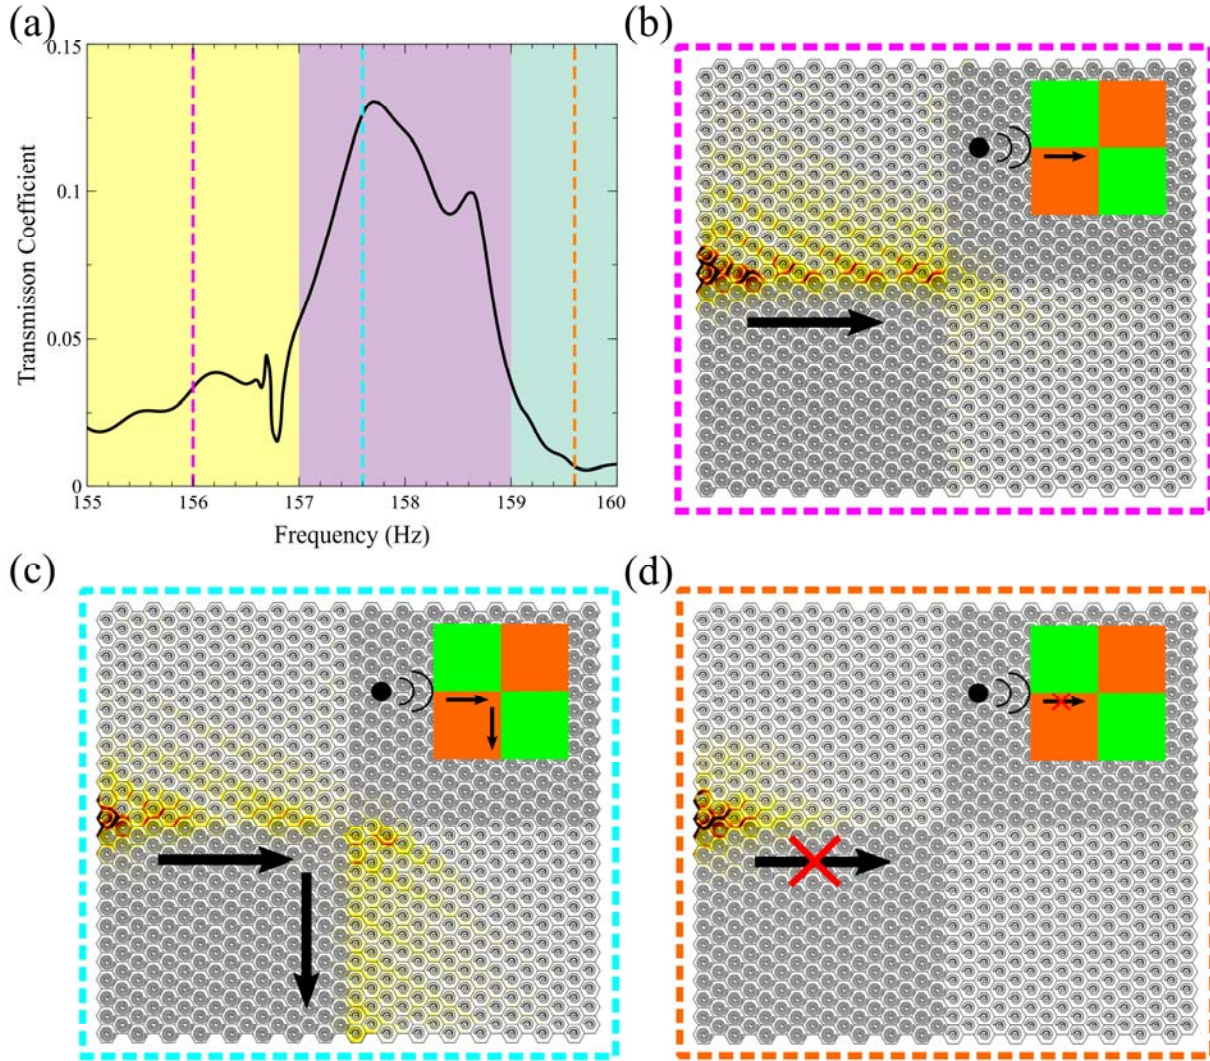 (a)
0.15
0.1
0.05
0
Transmisson Coefficient
155 156 157 158 159 160
Frequency (Hz)
(b)
(c)
(d)